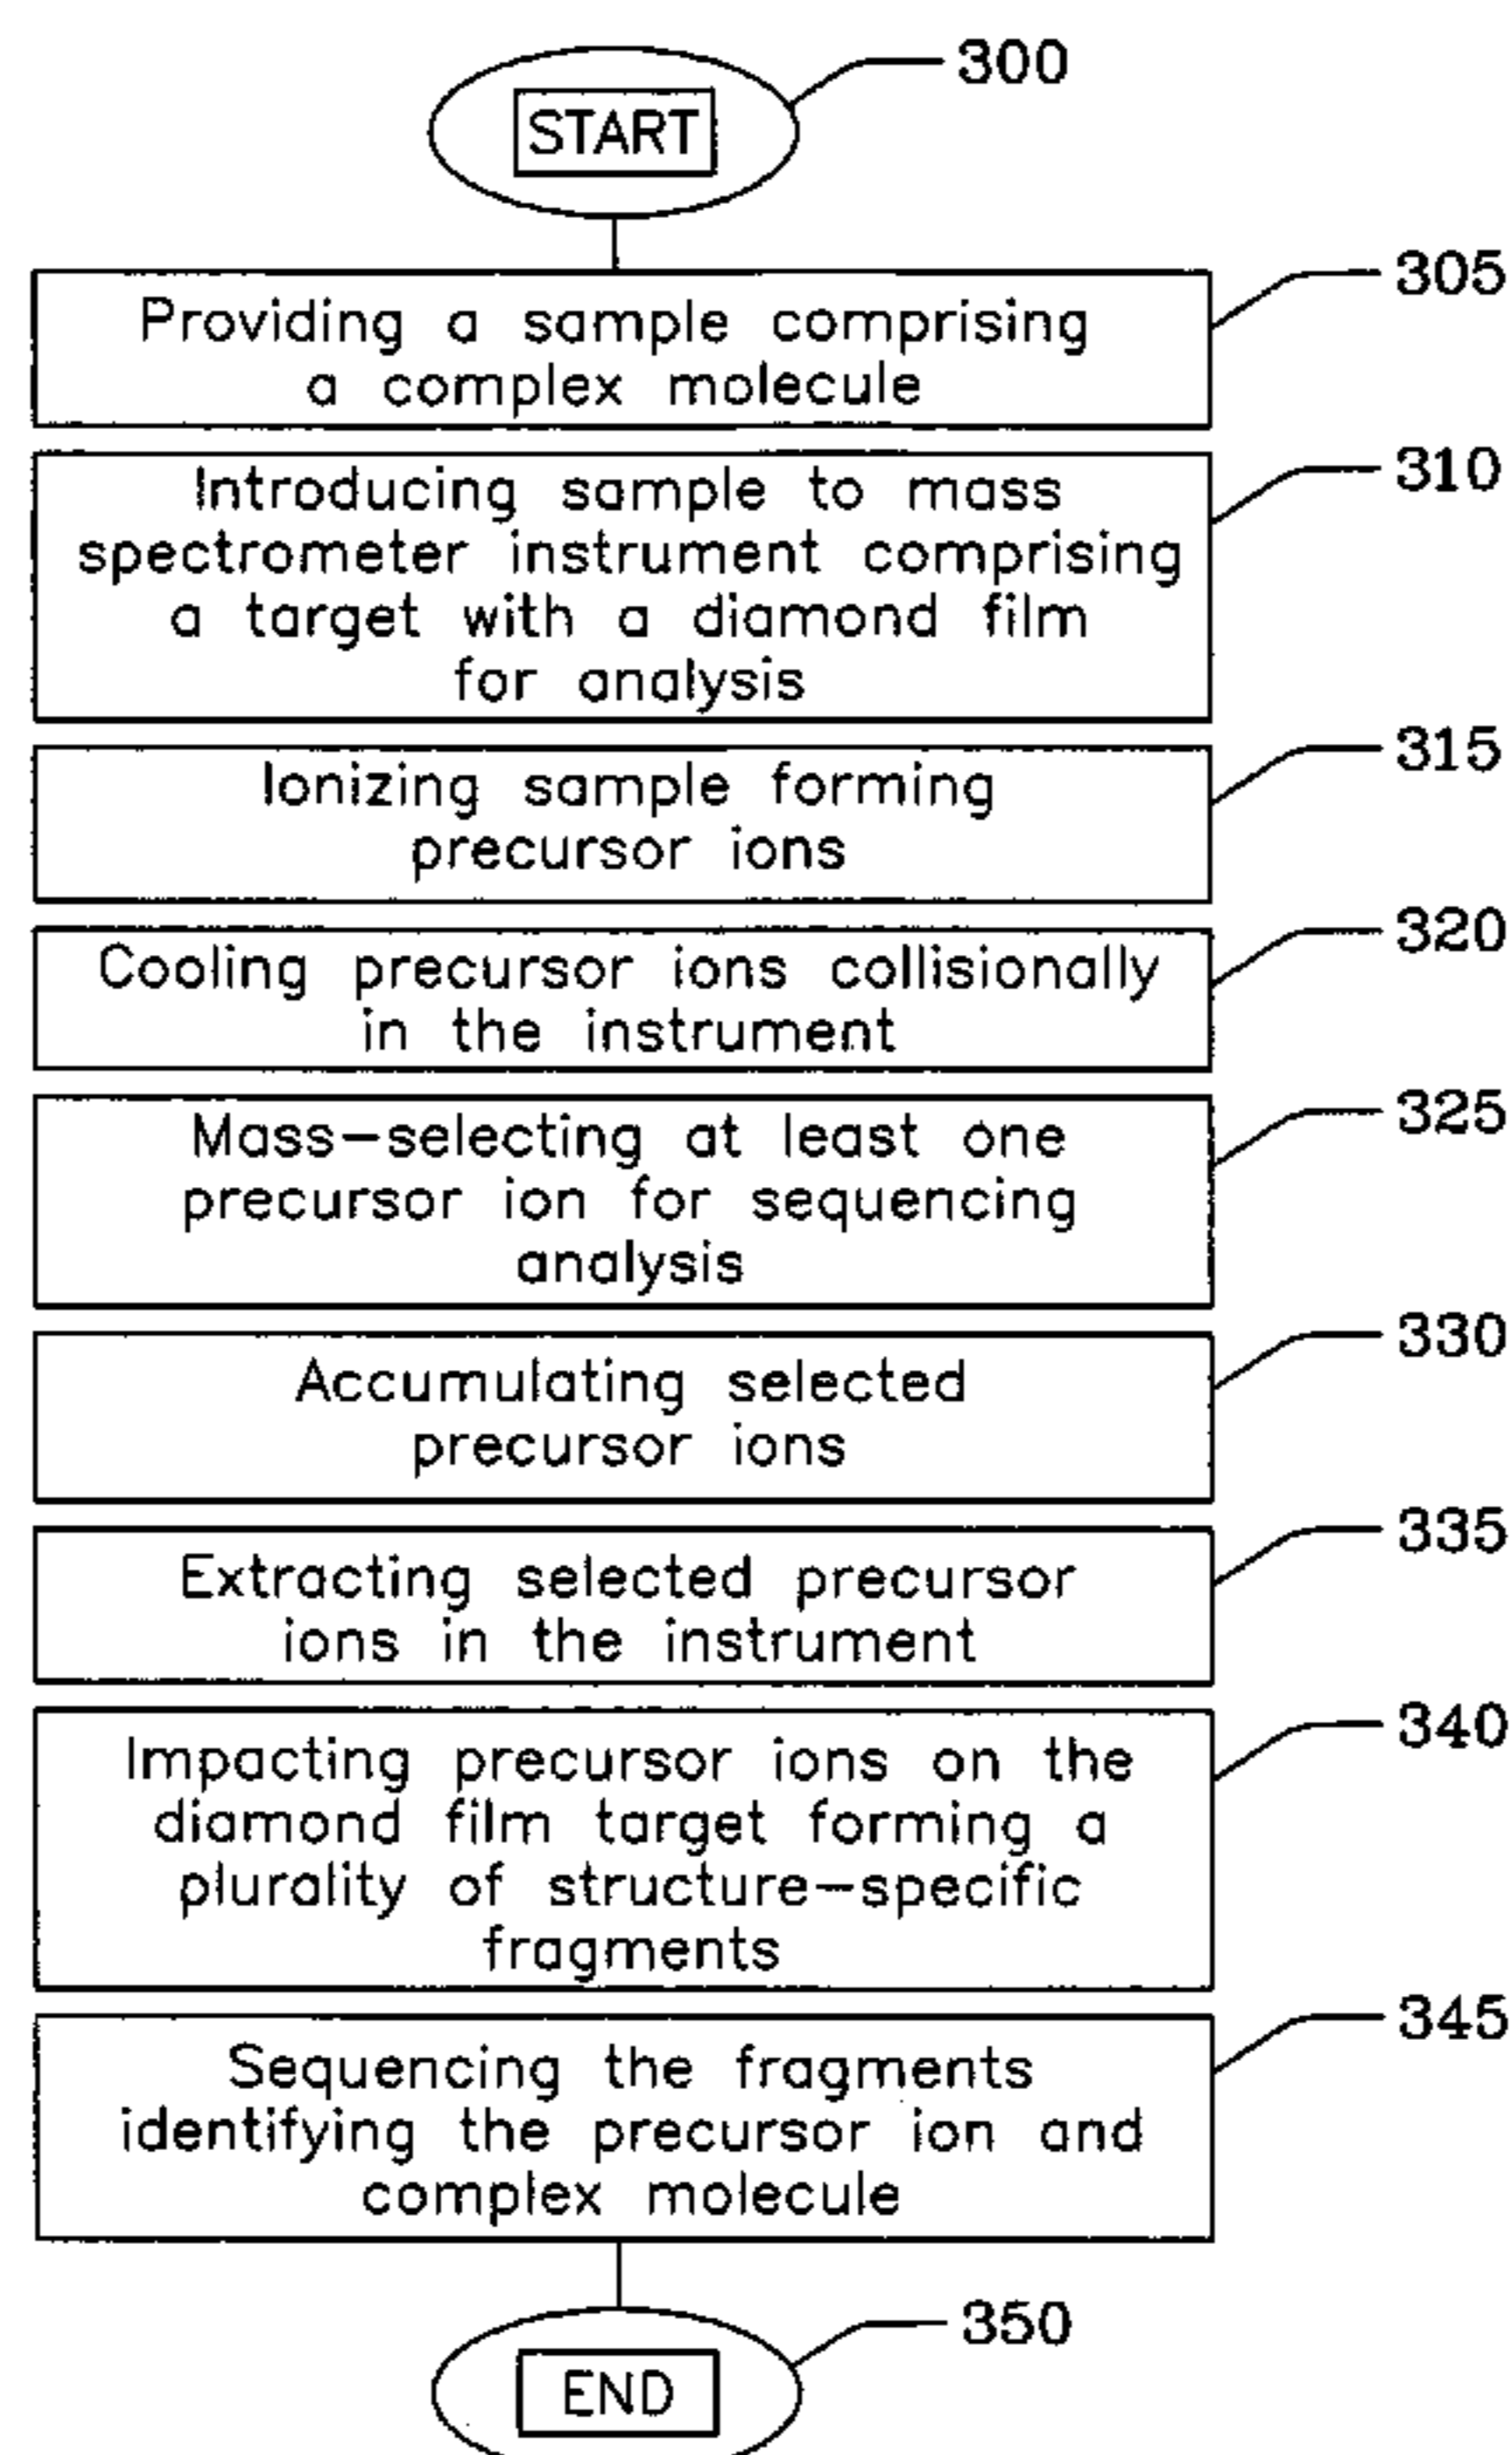 300
START
305
Providing a sample comprising
a complex molecule
310
Introducing sample to mass
spectrometer instrument comprising
a target with a diamond film
for analysis
315
Ionizing sample forming
precursor ions
320
Cooling precursor ions collisionally
in the instrument
325
Mass-selecting at least one
precursor ion for sequencing
analysis
330
Accumulating selected
precursor ions
335
Extracting selected precursor
ions in the instrument
340
Impacting precursor ions on the
diamond film target forming a
plurality of structure-specific
fragments
345
Sequencing the fragments
identifying the precursor ion and
complex molecule
350
END